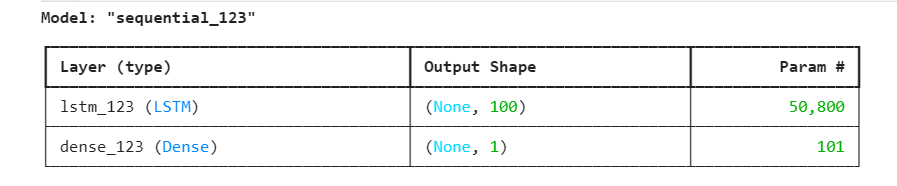 Model: "sequential_123"
Layer (type) Output Shape Param #
lstm_123 (LSTM) (None, 100) 50,800
dense_123 (Dense) (None, 1) 101